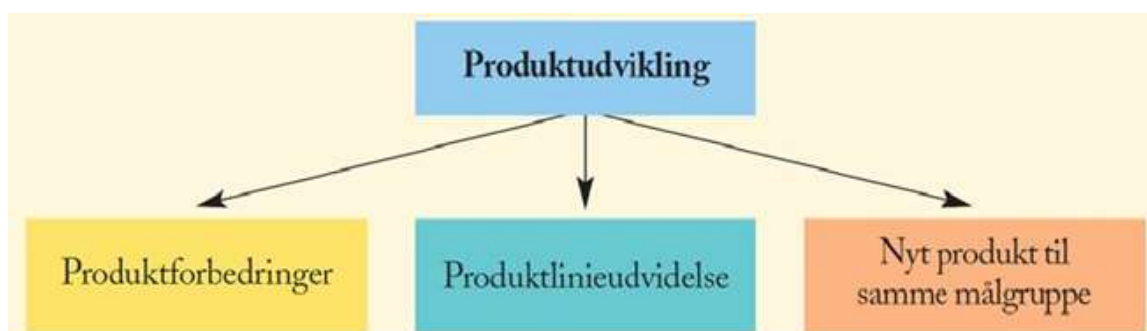 Produktudvikling
Produktforbedringer
Produktlinieudvidelse
Nyt produkt til
samme målgruppe